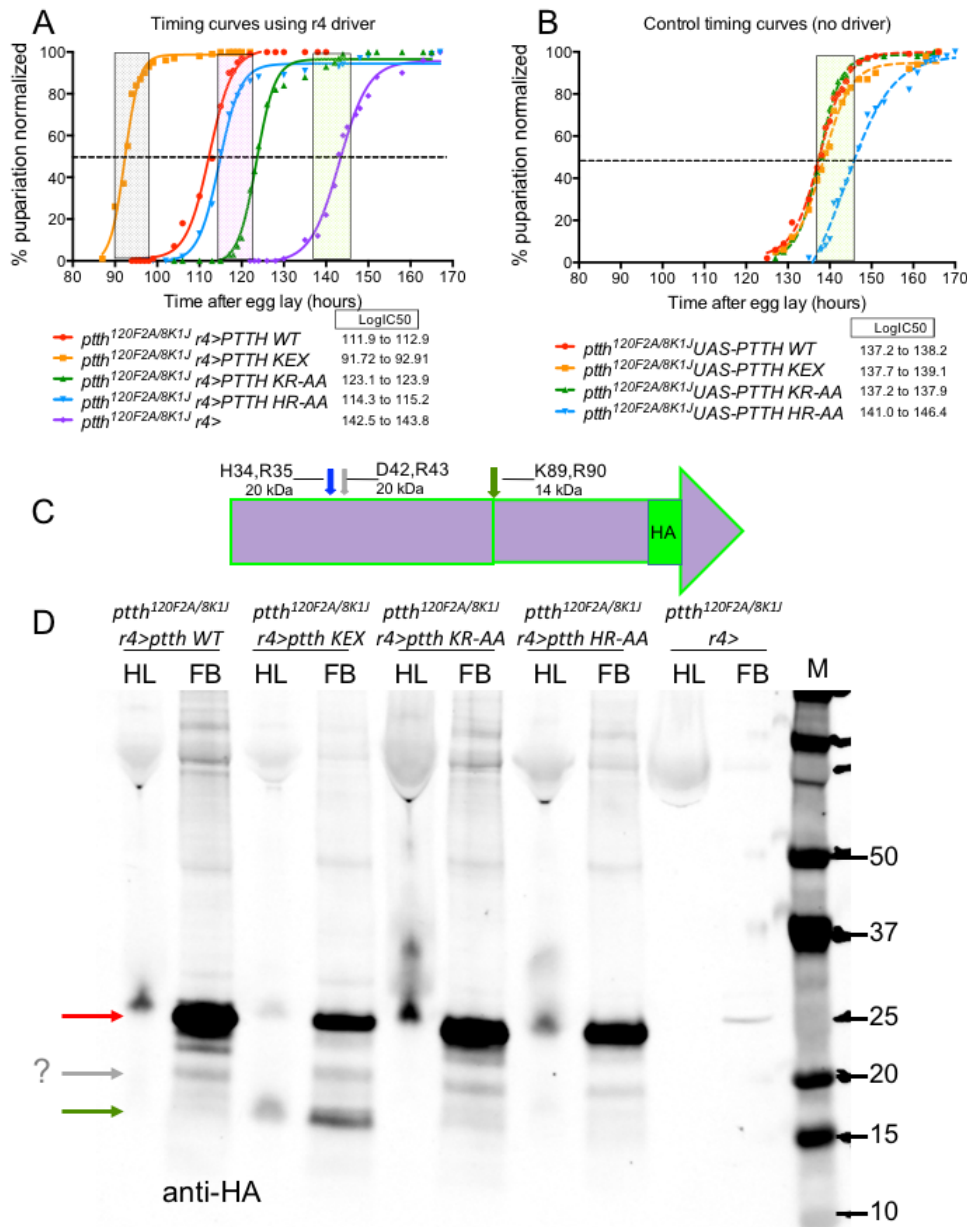 A
Timing curves using r4 driver
% pupariation normalized
100
80
60
40
20
0
80 90 100 110 120 130 140 150 160 170
Time after egg lay (hours)
LogIC50
ptth120F2A/8K1J r4>PTTH WT 111.9 to 112.9
ptth120F2A/8K1J r4>PTTH KEX 91.72 to 92.91
ptth120F2A/8K1J r4>PTTH KR-AA 123.1 to 123.9
ptth120F2A/8K1J r4>PTTH HR-AA 114.3 to 115.2
ptth120F2A/8K1J r4> 142.5 to 143.8
B
Control timing curves (no driver)
% pupariation normalized
100
80
60
40
20
0
80 90 100 110 120 130 140 150 160 170
Time after egg lay (hours)
LogIC50
ptth120F2A/8K1J UAS-PTTH WT 137.2 to 138.2
ptth120F2A/8K1J UAS-PTTH KEX 137.7 to 139.1
ptth120F2A/8K1J UAS-PTTH KR-AA 137.2 to 137.9
ptth120F2A/8K1J UAS-PTTH HR-AA 141.0 to 146.4
C
H34,R35 D42,R43 K89,R90
20 kDa 20 kDa 14 kDa
HA
D
ptth120F2A/8K1J ptth120F2A/8K1J ptth120F2A/8K1J ptth120F2A/8K1J ptth120F2A/8K1J
r4>ptth WT r4>ptth KEX r4>ptth KR-AA r4>ptth HR-AA r4>
HL FB HL FB HL FB HL FB HL FB M
50
37
25
? 20
15
10
anti-HA